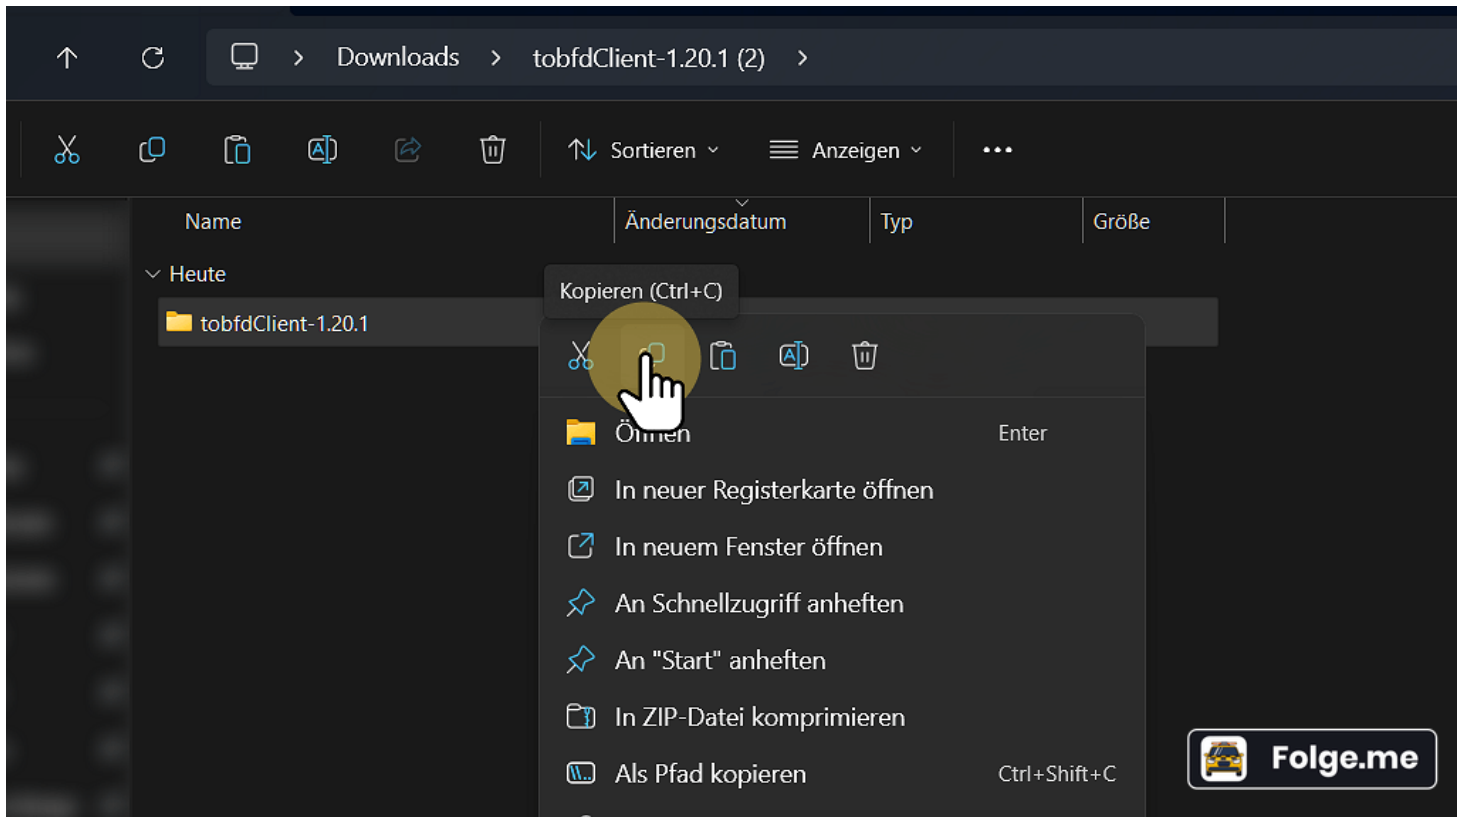 Downloads
tobfdClient-1.20.1 (2)
Sortieren
Anzeigen
Name
Änderungsdatum
Typ
Größe
Heute
Kopieren (Ctrl+C)
tobfdClient-1.20.1
Öffnen
Enter
In neuer Registerkarte öffnen
In neuem Fenster öffnen
An Schnellzugriff anheften
An "Start" anheften
In ZIP-Datei komprimieren
Als Pfad kopieren
Ctrl+Shift+C
Folge.me